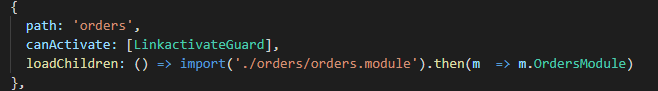 {
path: 'orders',
canActivate: [LinkactivateGuard],
loadChildren: () => import('./orders/orders.module').then(m  => m.OrdersModule)
},